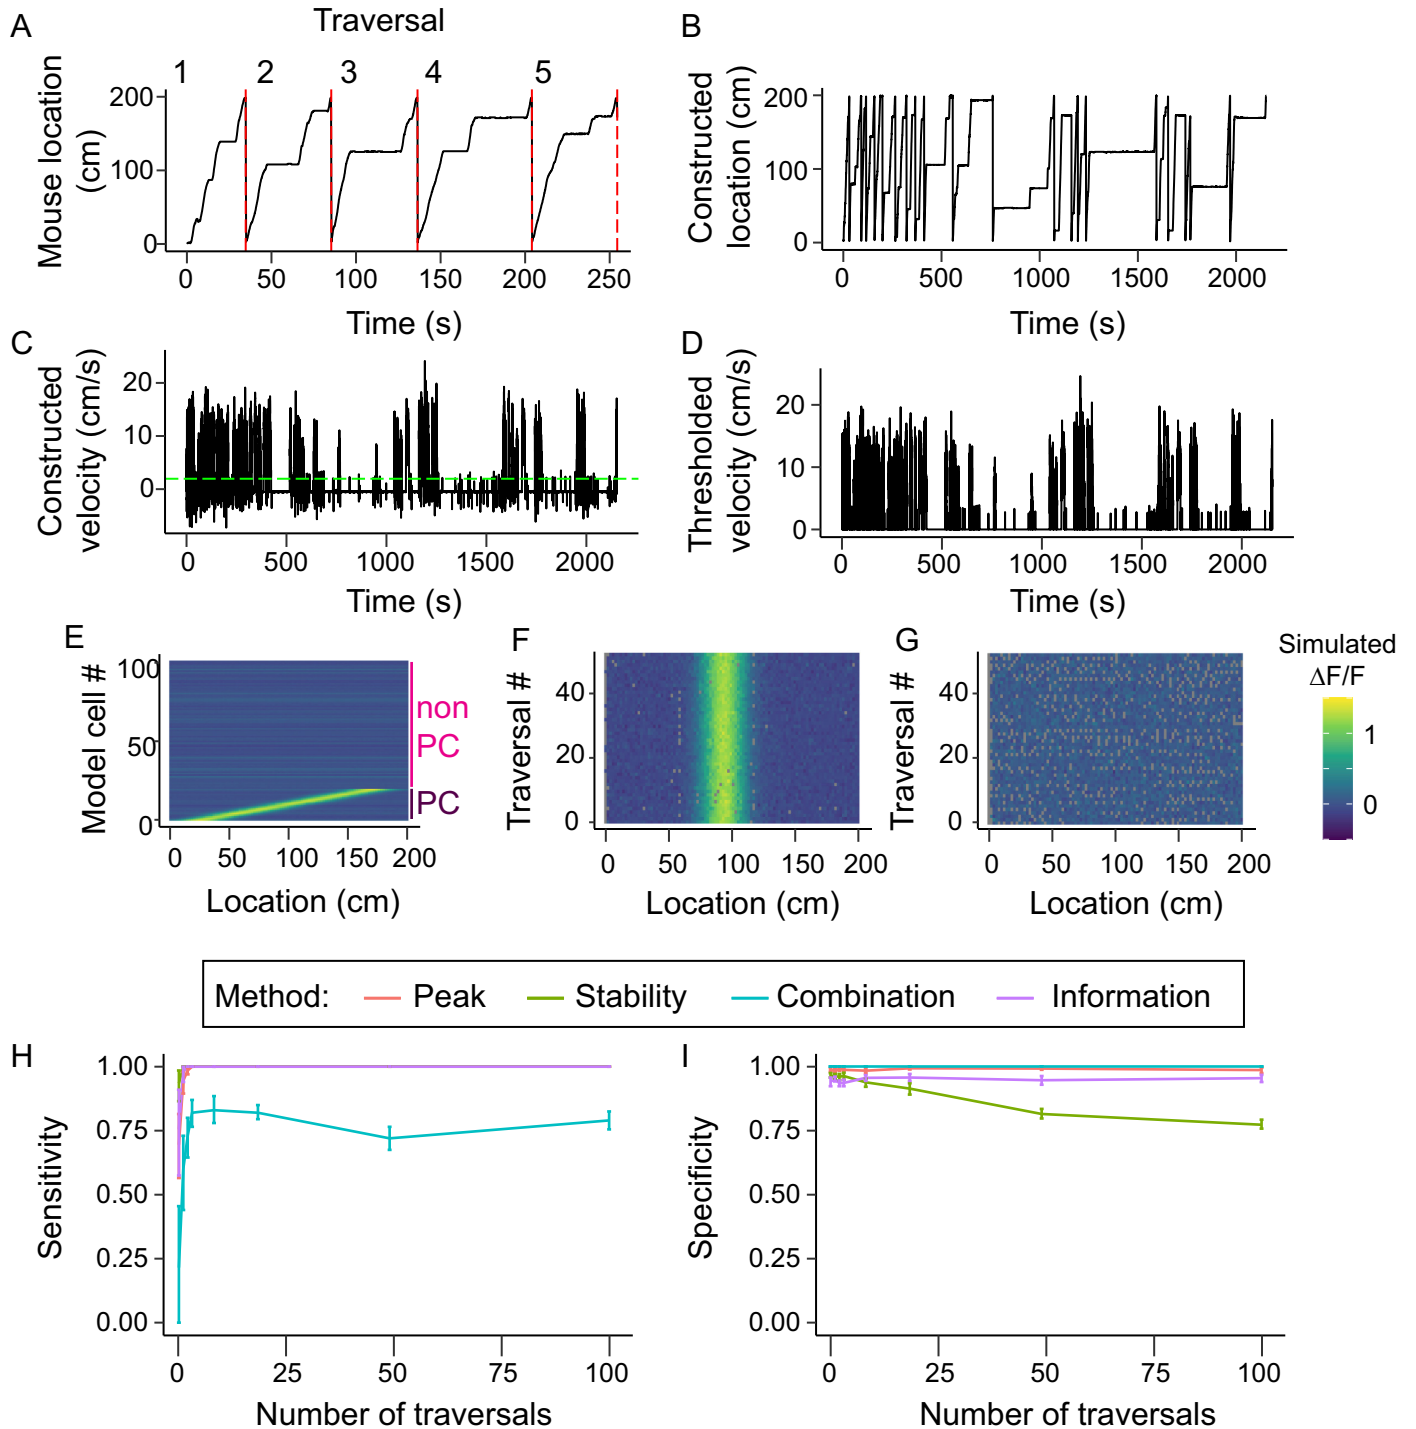 A
Traversal
1 2 3 4 5
Mouse location
(cm)
200
100
0
0 50 100 150 200 250
Time (s)
B
Constructed
location (cm)
200
100
0
0 500 1000 1500 2000
Time (s)
C
Constructed
velocity (cm/s)
20
10
0
0 500 1000 1500 2000
Time (s)
D
Thresholded
velocity (cm/s)
20
10
0
0 500 1000 1500 2000
Time (s)
E
Model cell #
100
50
0
non
PC
PC
0 50 100 150 200
Location (cm)
F
Traversal #
40
20
0
0 50 100 150 200
Location (cm)
G
Traversal #
40
20
0
0 50 100 150 200
Location (cm)
Simulated
ΔF/F
1
0
Method: Peak Stability Combination Information
H
Sensitivity
1.00
0.75
0.50
0.25
0.00
0 25 50 75 100
Number of traversals
I
Specificity
1.00
0.75
0.50
0.25
0.00
0 25 50 75 100
Number of traversals